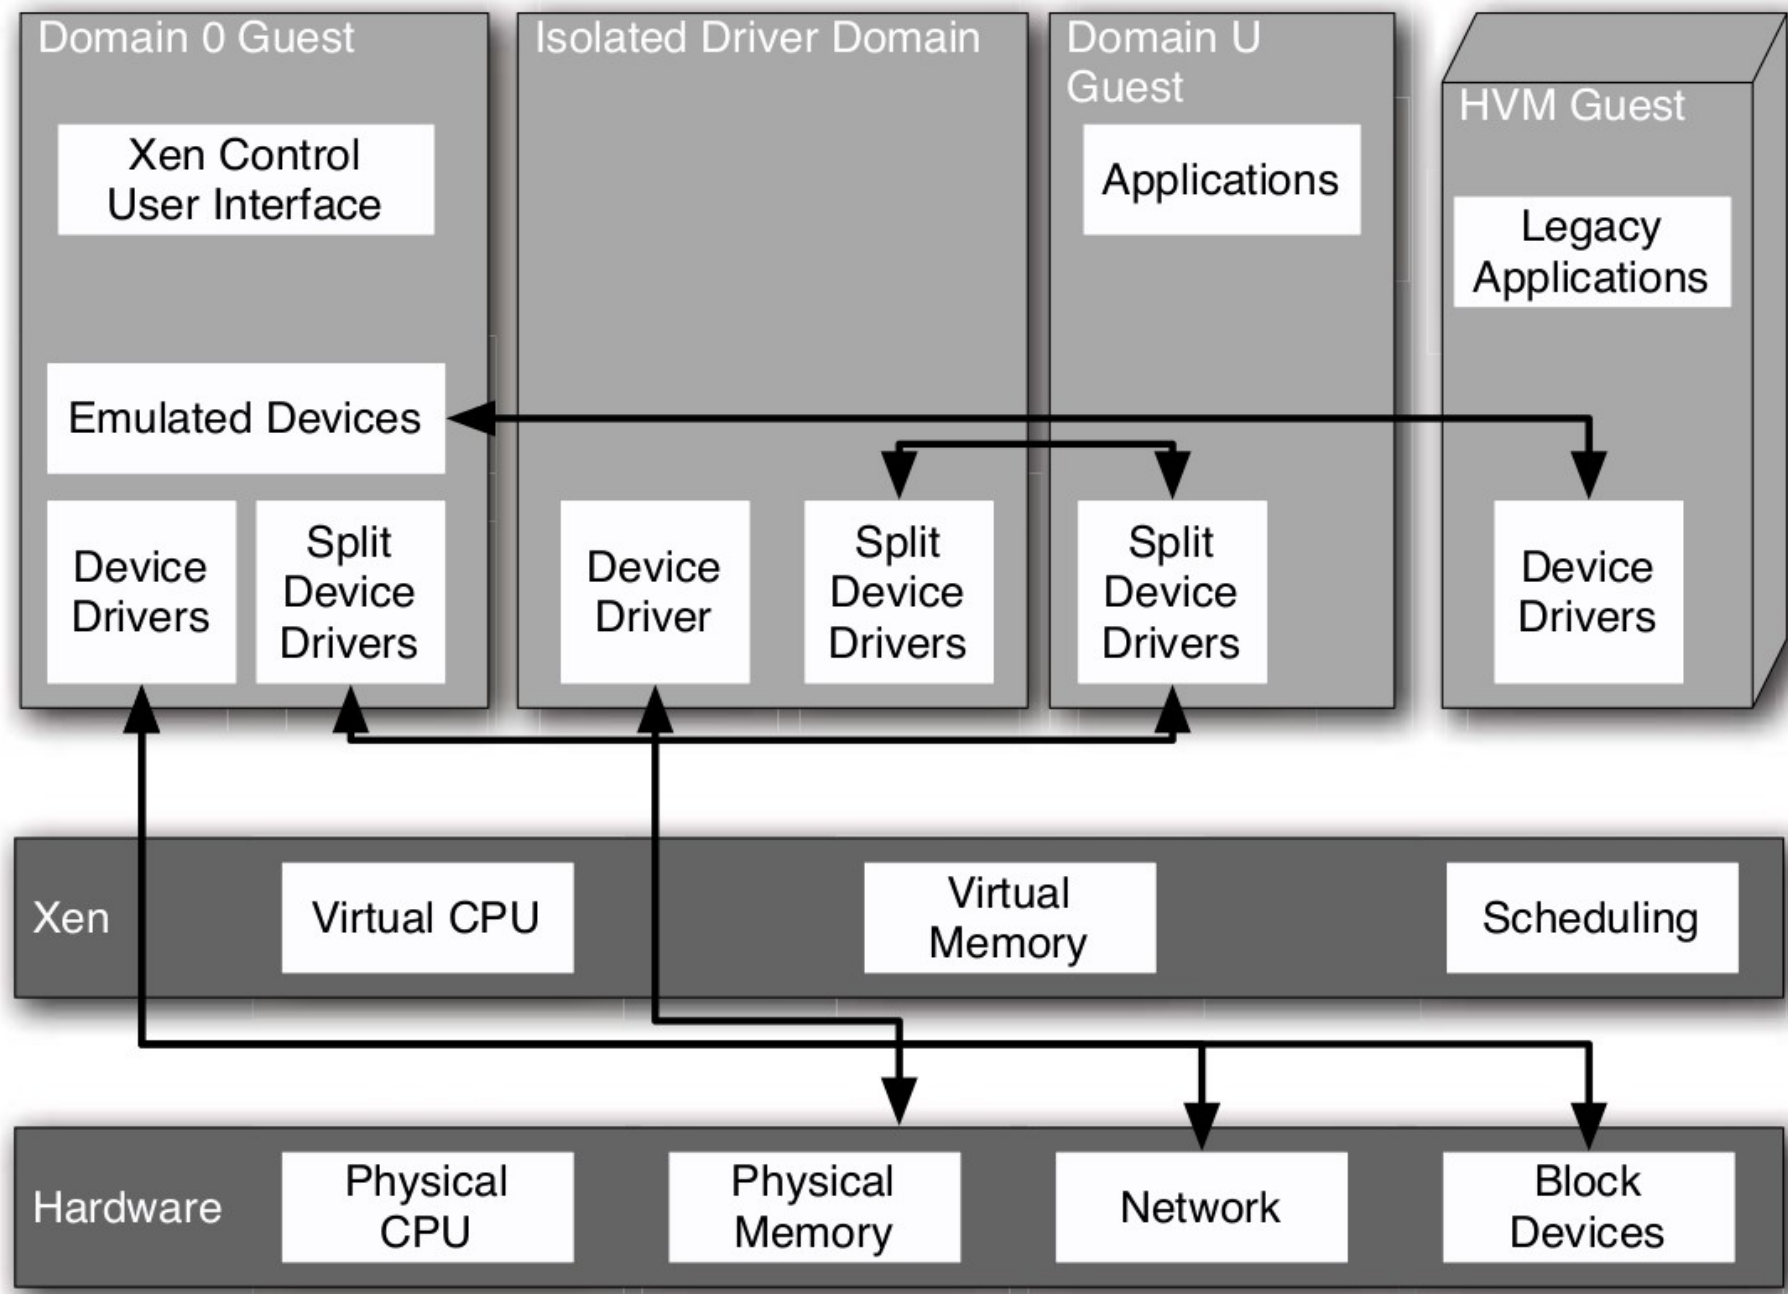 Domain 0 Guest
Xen Control
User Interface
Emulated Devices
Device
Drivers
Split
Device
Drivers
Isolated Driver Domain
Device
Driver
Split
Device
Drivers
Domain U
Guest
Applications
Split
Device
Drivers
HVM Guest
Legacy
Applications
Device
Drivers
Xen
Virtual CPU
Virtual
Memory
Scheduling
Hardware
Physical
CPU
Physical
Memory
Network
Block
Devices